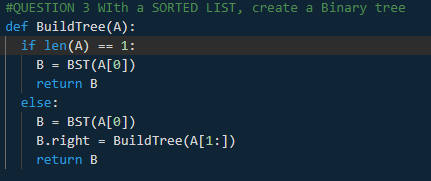 #QUESTION 3 WIth a SORTED LIST, create a Binary tree
def BuildTree(A):
  if len(A) == 1:
    B = BST(A[0])
    return B
  else:
    B = BST(A[0])
    B.right = BuildTree(A[1:])
    return B